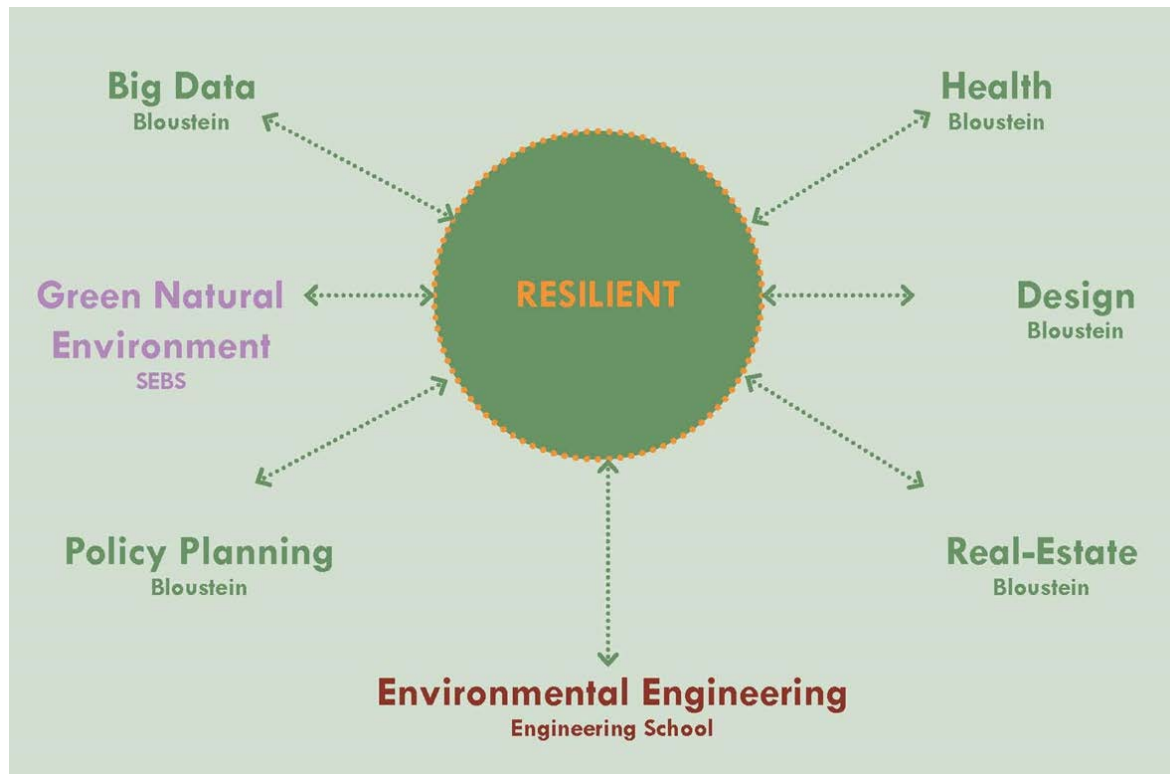 Big Data
Bloustein
Health
Bloustein
RESILIENT
Green Natural
Environment
SEBS
Design
Bloustein
Policy Planning
Bloustein
Real-Estate
Bloustein
Environmental Engineering
Engineering School